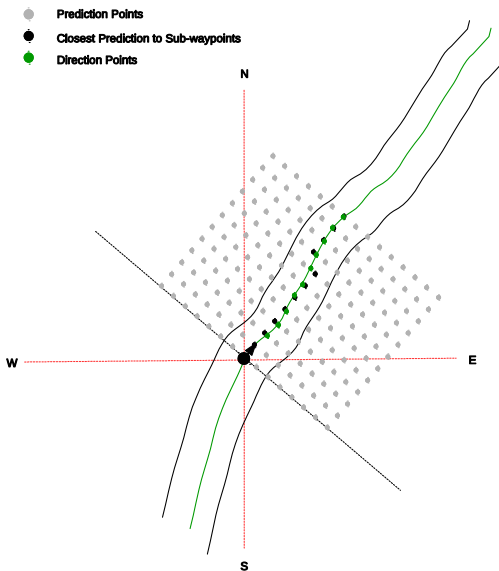 Prediction Points
Closest Prediction to Sub-waypoints
Direction Points
N
W
E
S